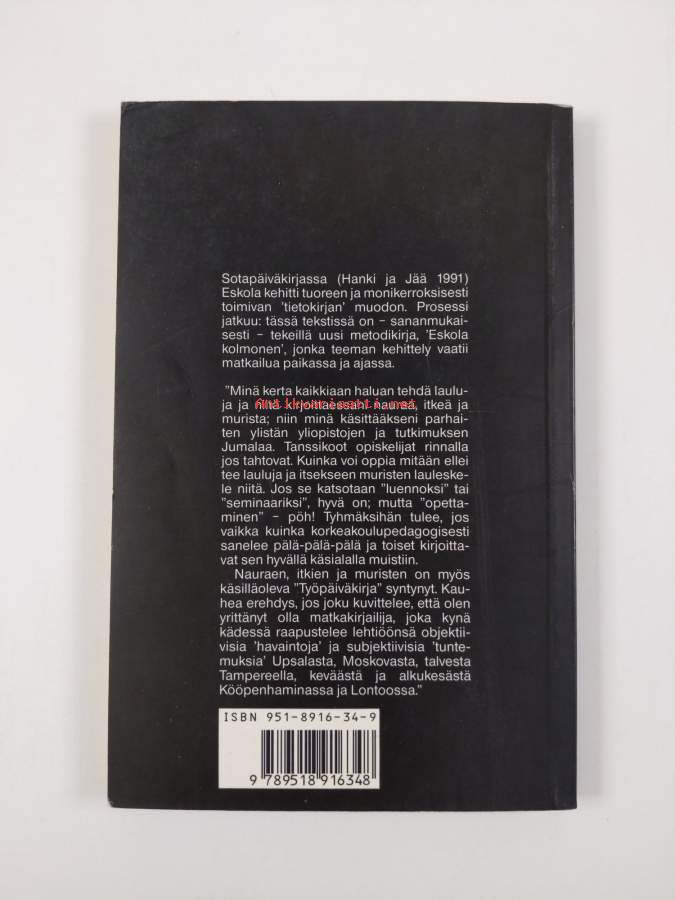 Sotapäiväkirjassa (Hanki ja Jää 1991)
Eskola kehitti tuoreen ja monikerroksisesti
toimivan 'tietokirjan' muodon. Prosessi
jatkuu: tässä tekstissä on – sananmukai-
sesti – tekeillä uusi metodikirja, 'Eskola
kolmonen', jonka teeman kehittely vaatii
matkailua paikassa ja ajassa.
"Minä kerta kaikkiaan haluan tehdä laulu-
ja ja niitä kirjoittaessani nauraa, itkeä ja
murista; niin minä käsittääkseni parhai-
ten ylistän yliopistojen ja tutkimuksen
Jumalaa. Tanssikoot opiskelijat rinnalla
jos tahtovat. Kuinka voi oppia mitään ellei
tee lauluja ja itsekseen muristen lauleske-
le niitä. Jos se katsotaan "luennoksi" tai
"seminaariksi", hyvä on; mutta "opetta-
minen" – pöh! Tyhmäksihän tulee, jos
vaikka kuinka korkeakoulupedagogisesti
sanelee pälä-pälä-pälä ja toiset kirjoitta-
vat sen hyvällä käsialalla muistiin.
Nauraen, itkien ja muristen on myös
käsilläoleva "Työpäiväkirja" syntynyt. Kau-
hea erehdys, jos joku kuvittelee, että olen
yrittänyt olla matkakirjailija, joka kynä
kädessä raapustelee lehtiöönsä objektii-
visia 'havaintoja' ja subjektiivisia 'tunte-
muksia' Upsalasta, Moskovasta, talvesta
Tampereella, keväästä ja alkukesästä
Kööpenhaminassa ja Lontoossa."
ISBN 951-8916-34-9
9 789518 916348